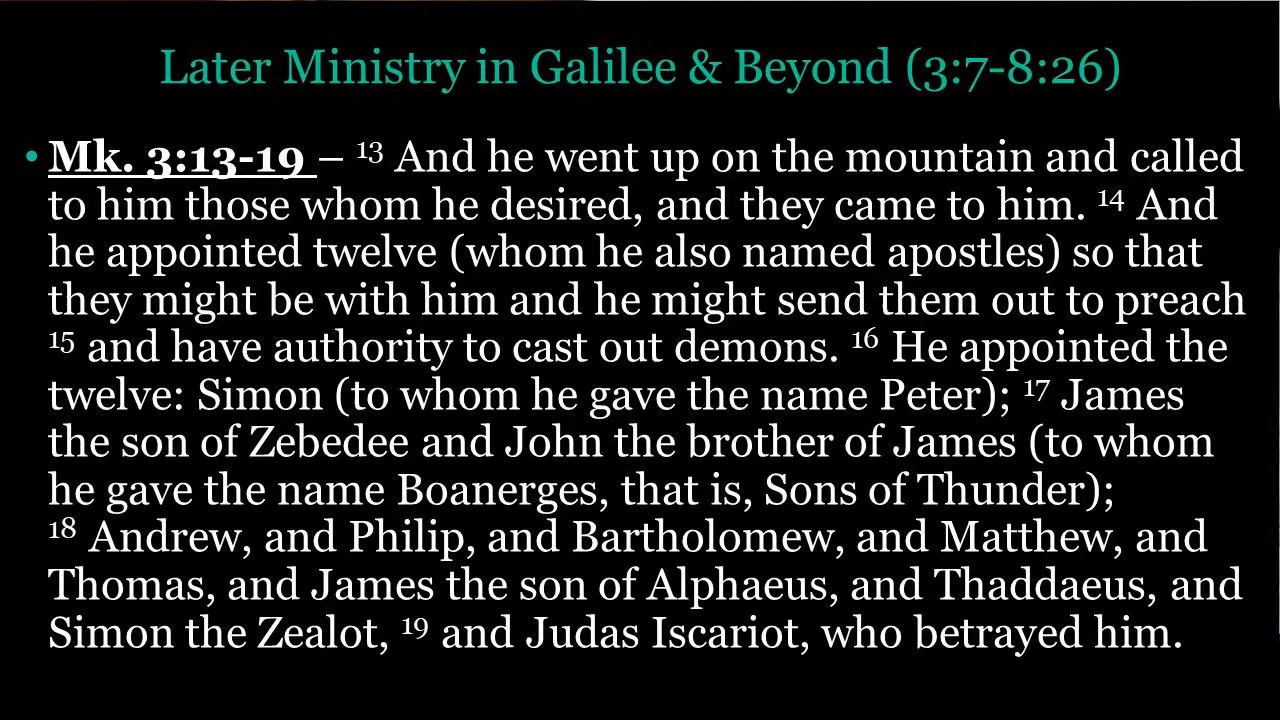 Later Ministry in Galilee & Beyond (3:7-8:26)
• Mk. 3:13-19 – 13 And he went up on the mountain and called
to him those whom he desired, and they came to him. 14 And
he appointed twelve (whom he also named apostles) so that
they might be with him and he might send them out to preach
15 and have authority to cast out demons. 16 He appointed the
twelve: Simon (to whom he gave the name Peter); 17 James
the son of Zebedee and John the brother of James (to whom
he gave the name Boanerges, that is, Sons of Thunder);
18 Andrew, and Philip, and Bartholomew, and Matthew, and
Thomas, and James the son of Alphaeus, and Thaddaeus, and
Simon the Zealot, 19 and Judas Iscariot, who betrayed him.